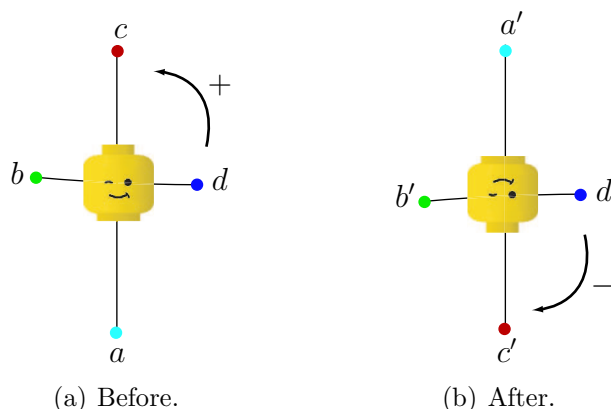 c
a′
+
b
d
b′
d
−
a
c′
(a) Before.
(b) After.